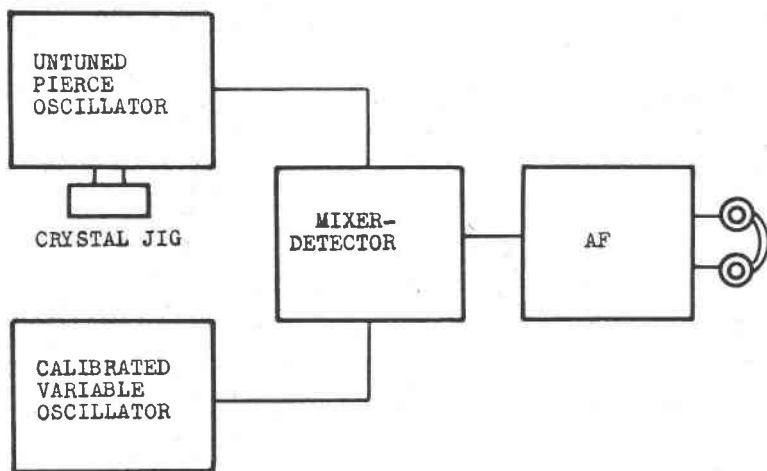 UNTUNED
PIERCE
OSCILLATOR
CRYSTAL JIG
MIXER-
DETECTOR
AF
CALIBRATED
VARIABLE
OSCILLATOR